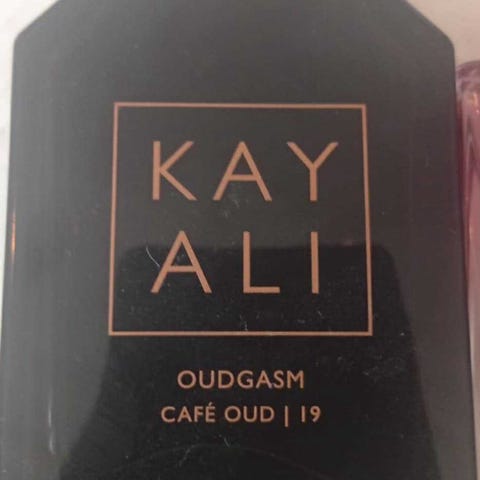 KAY
ALI
OUDGASM
CAFÉ OUD | 19